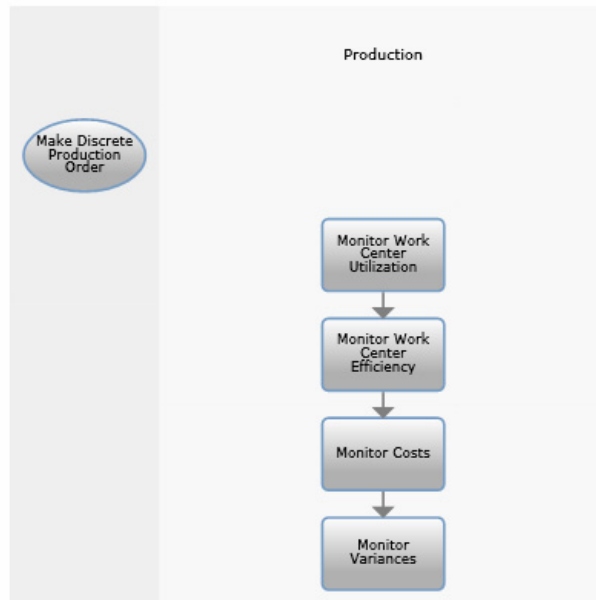 Production
Make Discrete
Production
Order
Monitor Work
Center
Utilization
Monitor Work
Center
Efficiency
Monitor Costs
Monitor
Variances